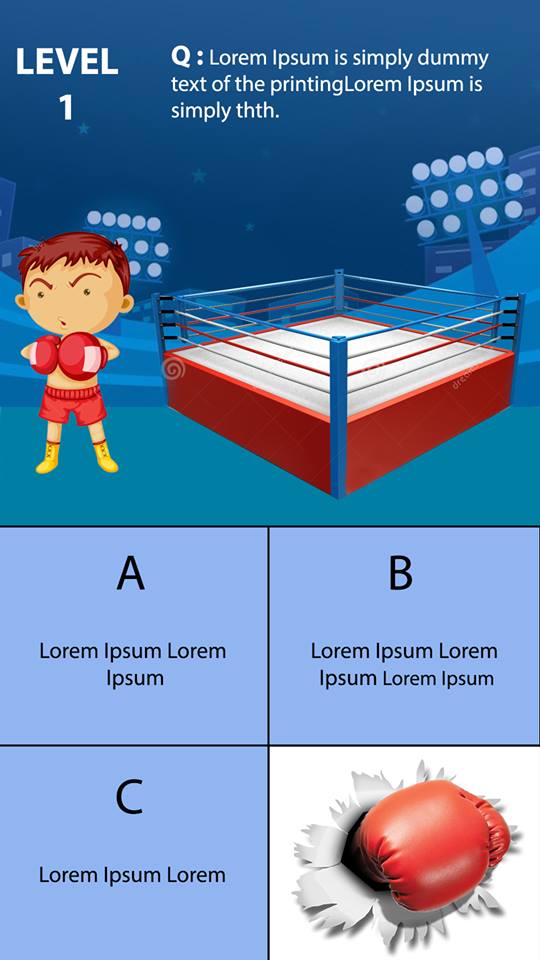 LEVEL
1
Q : Lorem Ipsum is simply dummy
text of the printingLorem Ipsum is
simply thth.
A
Lorem Ipsum Lorem
Ipsum
B
Lorem Ipsum Lorem
Ipsum Lorem Ipsum
C
Lorem Ipsum Lorem